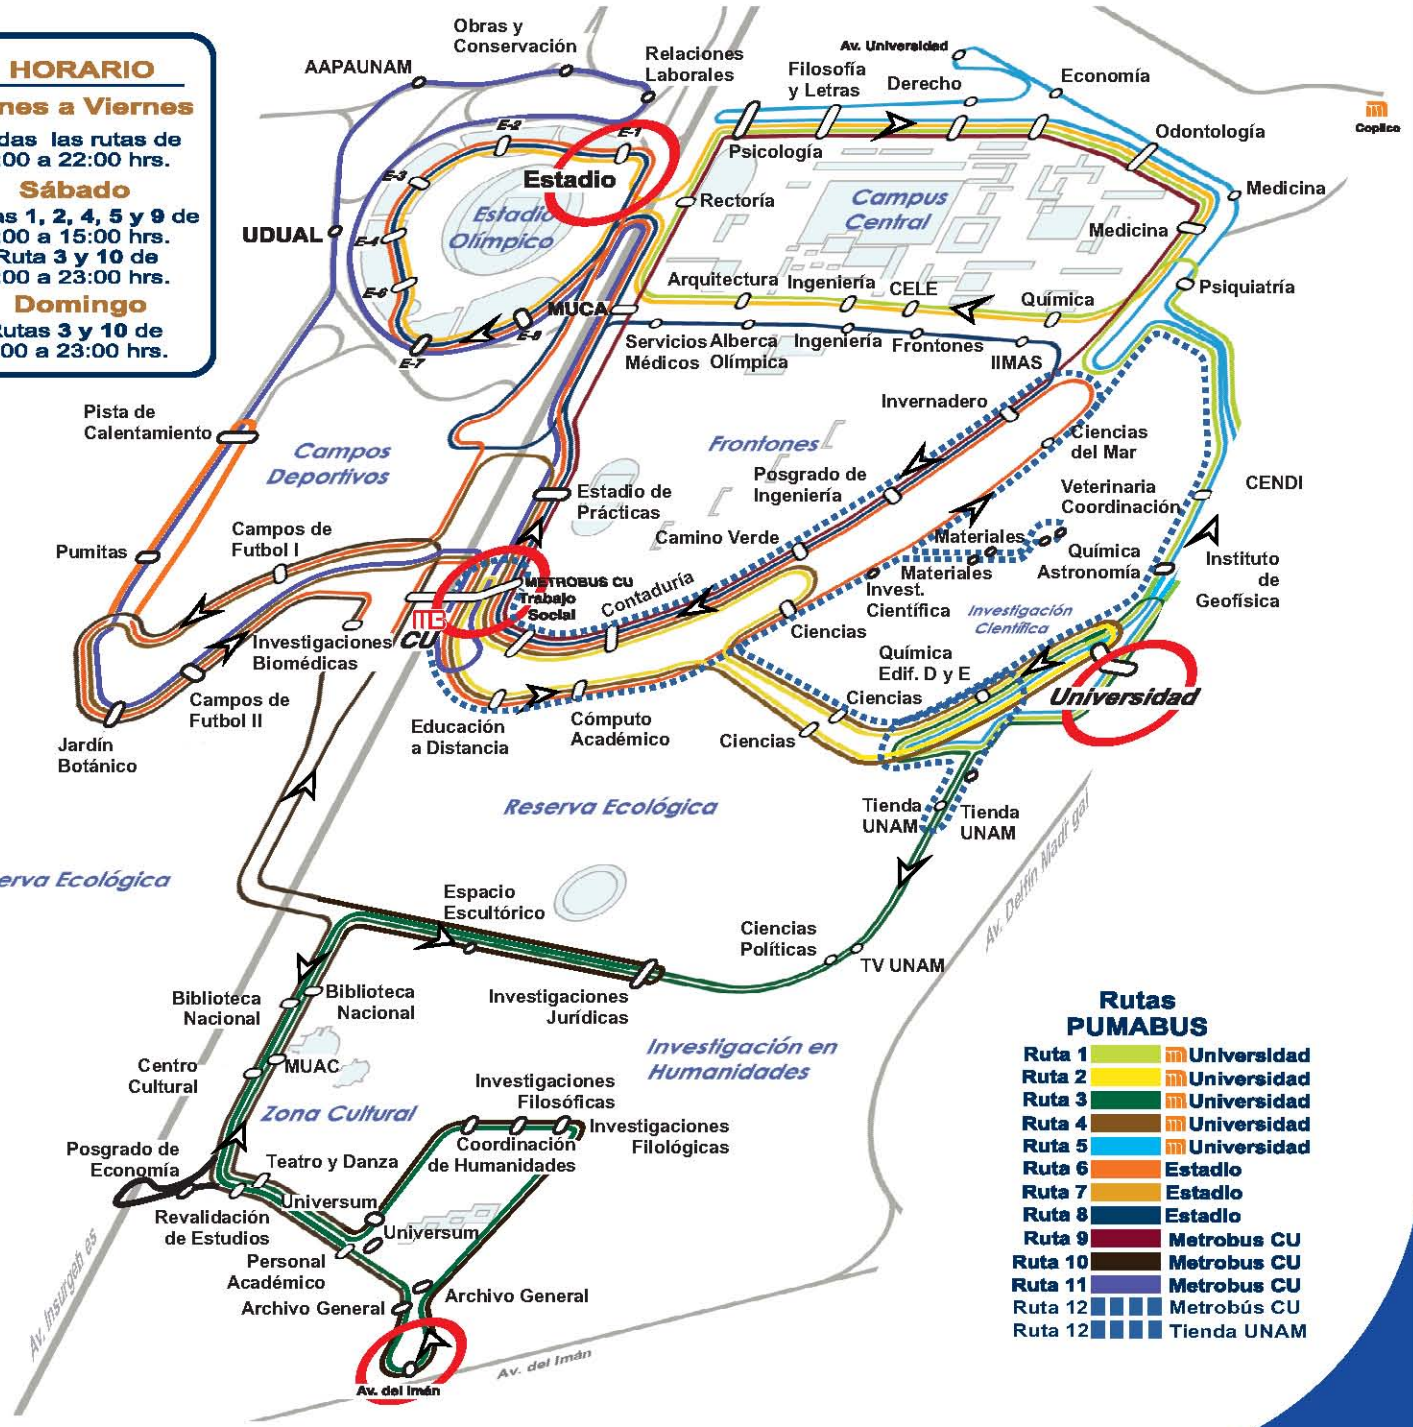 HORARIO
nes a Viernes
das las rutas de
:00 a 22:00 hrs.
Sábado
as 1, 2, 4, 5 y 9 de
:00 a 15:00 hrs.
Ruta 3 y 10 de
:00 a 23:00 hrs.
Domingo
utas 3 y 10 de
:00 a 23:00 hrs.
Obras y
Conservación
AAPAUNAM
Relaciones
Laborales
Av. Universidad
Filosofía
y Letras
Derecho
Economía
Copilco
E-2
E-1
Psicología
Odontología
E-3
Estadio
Rectoría
Campus
Central
Medicina
UDUAL
E-4
Estadio
Olímpico
Medicina
E-6
MUCA
Arquitectura
Ingeniería
CELE
Química
Psiquiatría
E-8
E-7
Servicios
Médicos
Alberca
Olímpica
Ingeniería
Frontones
IIMAS
Pista de
Calentamiento
Campos
Deportivos
Frontones
Invernadero
Ciencias
del Mar
Estadio de
Prácticas
Posgrado de
Ingeniería
Veterinaria
Coordinación
CENDI
Campos de
Futbol I
Pumitas
Camino Verde
Materiales
Materiales
Química
Astronomía
Instituto
de
Geofísica
METROBUS CU
Trabajo
Social
Contaduría
Invest.
Científica
Investigación
Científica
CU
Investigaciones
Biomédicas
Ciencias
Química
Edif. D y E
Universidad
Campos de
Futbol II
Educación
a Distancia
Cómputo
Académico
Ciencias
Ciencias
Jardín
Botánico
Reserva Ecológica
Tienda
UNAM
Tienda
UNAM
Av. Delfín Madrigal
erva Ecológica
Espacio
Escultórico
Ciencias
Políticas
TV UNAM
Biblioteca
Nacional
Biblioteca
Nacional
Investigaciones
Jurídicas
Centro
Cultural
MUAC
Investigación en
Humanidades
Zona Cultural
Investigaciones
Filosóficas
Investigaciones
Filológicas
Coordinación
de Humanidades
Posgrado de
Economía
Teatro y Danza
Universum
Universum
Revalidación
de Estudios
Personal
Académico
Archivo General
Archivo General
Av. Insurgentes
Av. del Imán
Av. del Imán
Rutas
PUMABUS
Ruta 1 Universidad
Ruta 2 Universidad
Ruta 3 Universidad
Ruta 4 Universidad
Ruta 5 Universidad
Ruta 6 Estadio
Ruta 7 Estadio
Ruta 8 Estadio
Ruta 9 Metrobus CU
Ruta 10 Metrobus CU
Ruta 11 Metrobus CU
Ruta 12 Metrobús CU
Ruta 12 Tienda UNAM